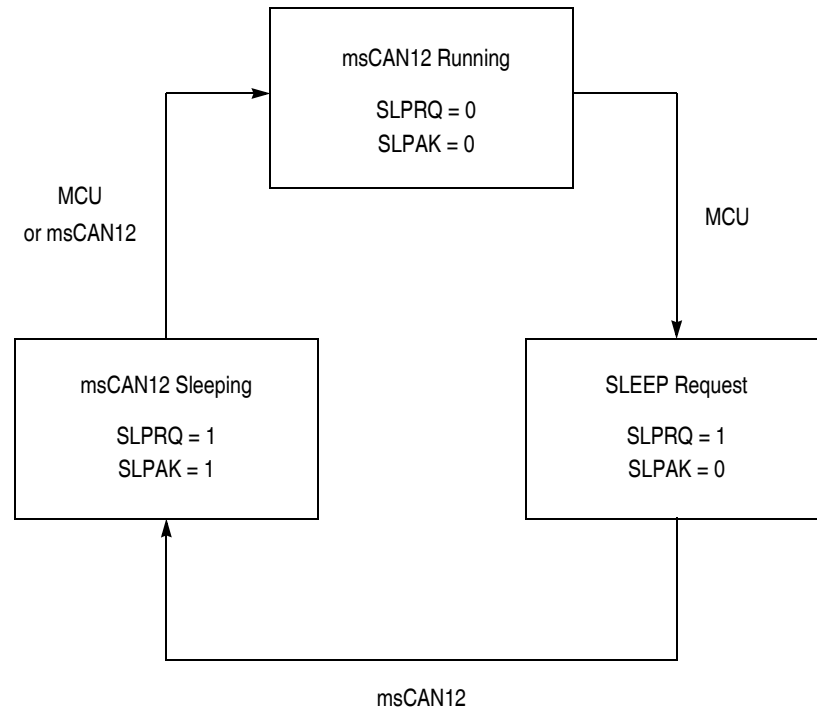 msCAN12 Running
SLPRQ = 0
SLPAK = 0
MCU
or msCAN12
MCU
msCAN12 Sleeping
SLPRQ = 1
SLPAK = 1
SLEEP Request
SLPRQ = 1
SLPAK = 0
msCAN12